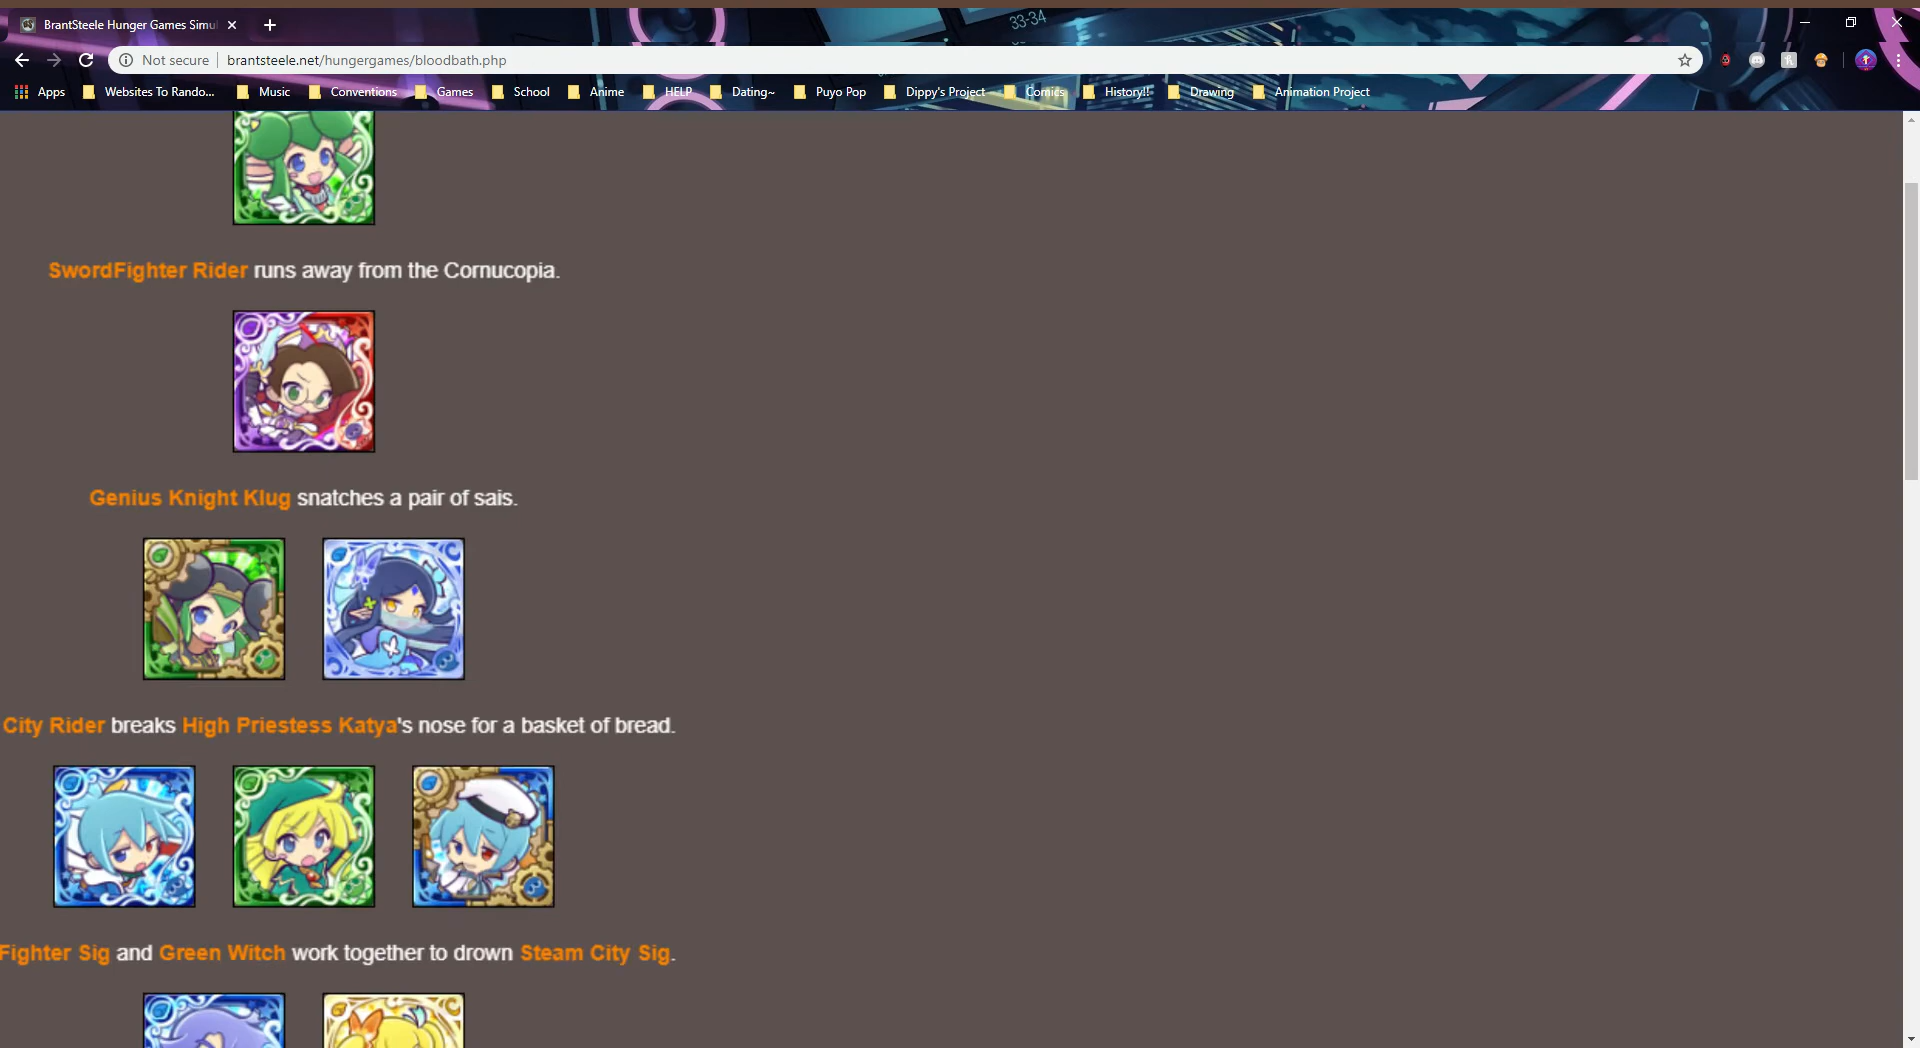 33-34
BrantSteele Hunger Games Simu
Not secure
brantsteele.net/hungergames/bloodbath.php
Apps
Websites To Rando...
Music
Conventions
Games
School
Anime
HELP
Dating~
Puyo Pop
Dippy's Project
Comics
History!!
Drawing
Animation Project
SwordFighter Rider runs away from the Cornucopia.
Genius Knight Klug snatches a pair of sais.
City Rider breaks High Priestess Katya's nose for a basket of bread.
Fighter Sig and Green Witch work together to drown Steam City Sig.